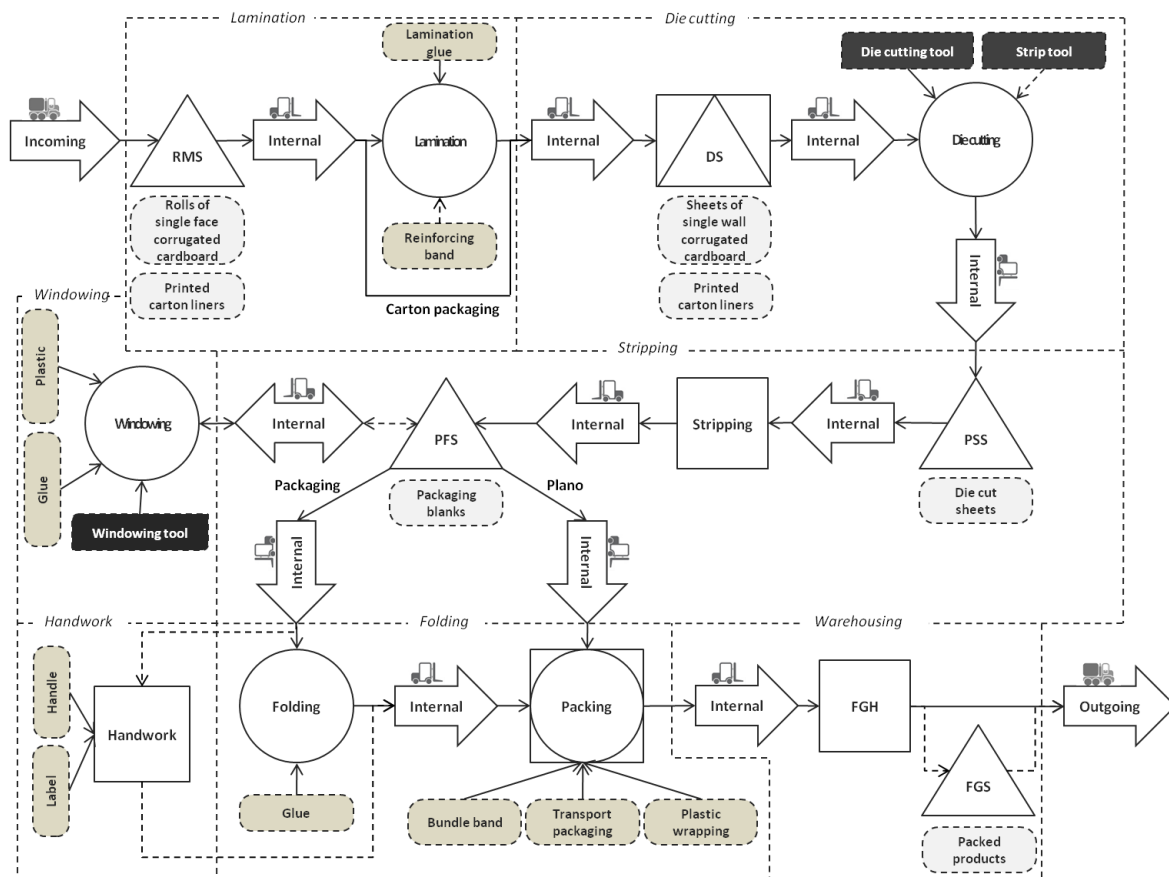 Lamination
Die cutting
Lamination
glue
Die cutting tool
Strip tool
Incoming
RMS
Internal
Lamination
Internal
DS
Internal
Die cutting
Rolls of
single face
corrugated
cardboard
Reinforcing
band
Sheets of
single wall
corrugated
cardboard
Internal
Printed
carton liners
Carton packaging
Printed
carton liners
Windowing
Stripping
Plastic
Windowing
Internal
PFS
Internal
Stripping
Internal
PSS
Glue
Packaging
Plano
Packaging
blanks
Die cut
sheets
Windowing tool
Internal
Internal
Handwork
Folding
Warehousing
Handle
Label
Handwork
Folding
Internal
Packing
Internal
FGH
Outgoing
FGS
Glue
Bundle band
Transport
packaging
Plastic
wrapping
Packed
products